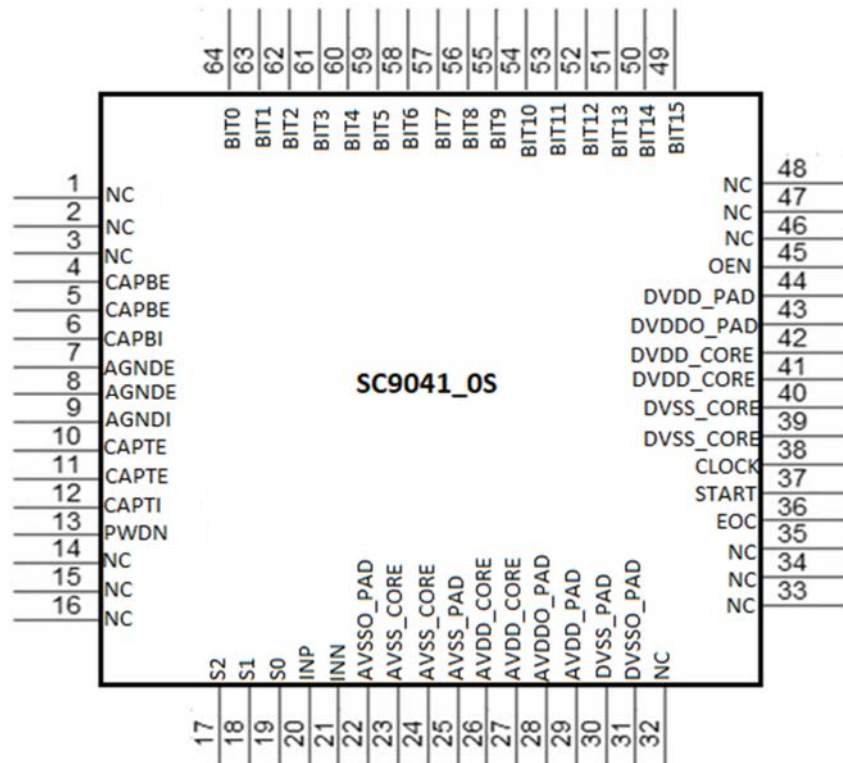 64 63 62 61 60 59 58 57 56 55 54 53 52 51 50 49
BIT0 BIT1 BIT2 BIT3 BIT4 BIT5 BIT6 BIT7 BIT8 BIT9 BIT10 BIT11 BIT12 BIT13 BIT14 BIT15
1 NC
2 NC
3 NC
4 CAPBE
5 CAPBE
6 CAPBI
7 AGNDE
8 AGNDE
9 AGNDI
10 CAPTE
11 CAPTE
12 CAPTI
13 PWDN
14 NC
15 NC
16 NC
SC9041_0S
NC 48
NC 47
NC 46
OEN 45
DVDD_PAD 44
DVDDO_PAD 43
DVDD_CORE 42
DVDD_CORE 41
DVSS_CORE 40
DVSS_CORE 39
CLOCK 38
START 37
EOC 36
NC 35
NC 34
NC 33
S2 S1 S0 INP INN AVSSO_PAD AVSS_CORE AVSS_CORE AVSS_PAD AVDD_CORE AVDD_CORE AVDDO_PAD AVDD_PAD DVSS_PAD DVSSO_PAD NC
17 18 19 20 21 22 23 24 25 26 27 28 29 30 31 32